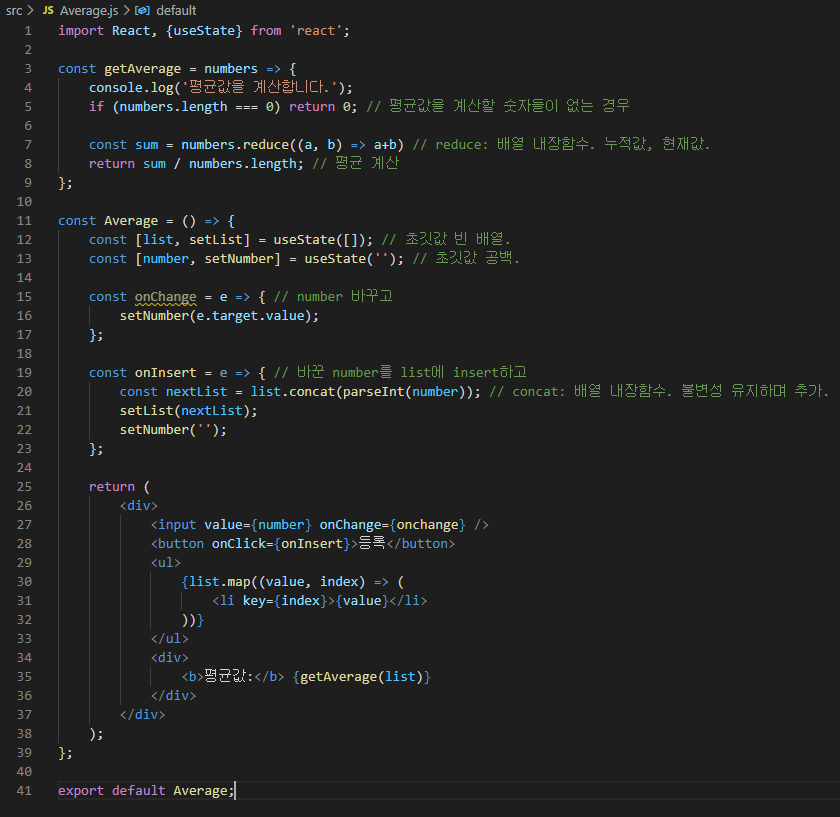 src > JS Average.js > default
1 import React, {useState} from 'react';
2
3 const getAverage = numbers => {
4 console.log('평균값을 계산합니다.');
5 if (numbers.length === 0) return 0; // 평균값을 계산할 숫자들이 없는 경우
6
7 const sum = numbers.reduce((a, b) => a+b) // reduce: 배열 내장함수. 누적값, 현재값.
8 return sum / numbers.length; // 평균 계산
9 };
10
11 const Average = () => {
12 const [list, setList] = useState([]); // 초깃값 빈 배열.
13 const [number, setNumber] = useState(''); // 초깃값 공백.
14
15 const onChange = e => { // number 바꾸고
16 setNumber(e.target.value);
17 };
18
19 const onInsert = e => { // 바꾼 number를 list에 insert하고
20 const nextList = list.concat(parseInt(number)); // concat: 배열 내장함수. 불변성 유지하며 추가.
21 setList(nextList);
22 setNumber('');
23 };
24
25 return (
26 <div>
27 <input value={number} onChange={onchange} />
28 <button onClick={onInsert}>등록</button>
29 <ul>
30 {list.map((value, index) => (
31 <li key={index}>{value}</li>
32 ))}
33 </ul>
34 <div>
35 <b>평균값:</b> {getAverage(list)}
36 </div>
37 </div>
38 );
39 };
40
41 export default Average;